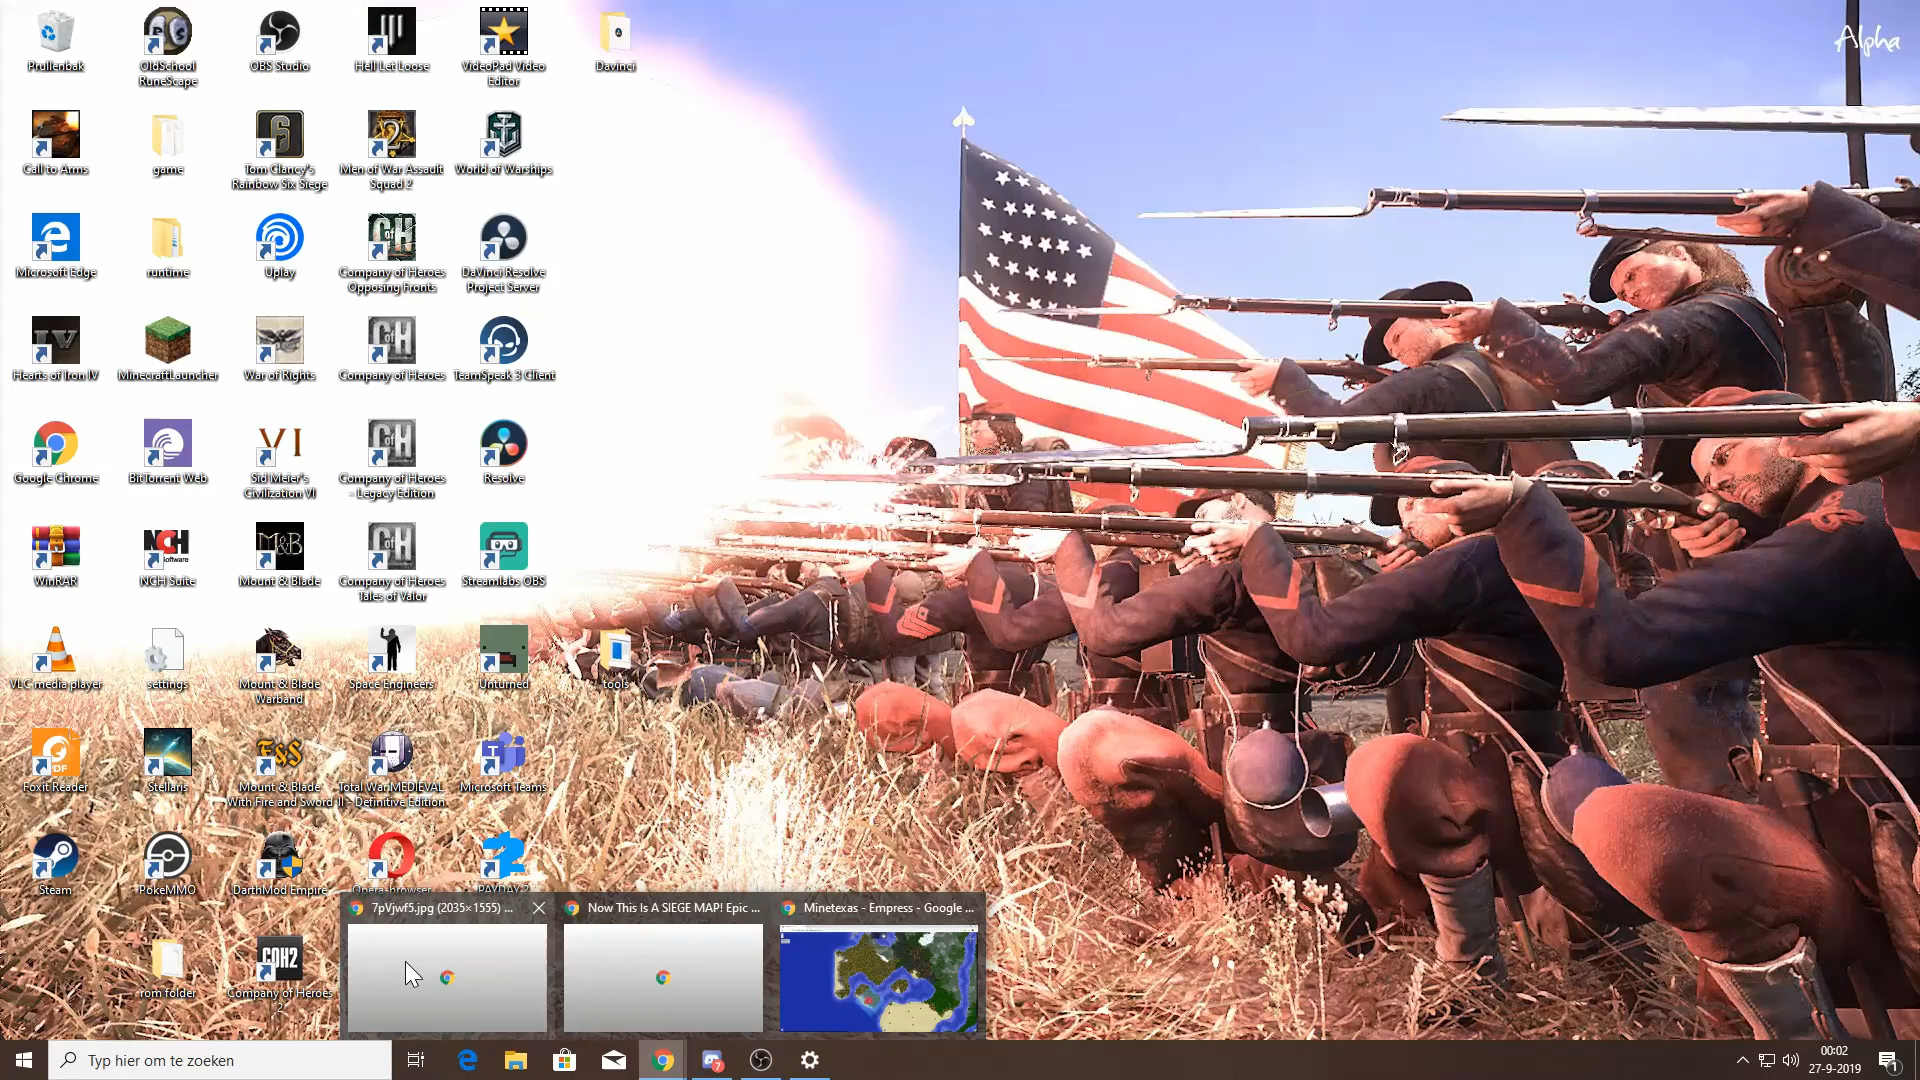 Prullenbak
OldSchool
RuneScape
OBS Studio
Hell Let Loose
VideoPad Video
Editor
Davinci
Alpha
Call to Arms
game
Tom Clancy's
Rainbow Six Siege
Men of War Assault
Squad 2
World of Warships
Microsoft Edge
runtime
Uplay
Company of Heroes
Opposing Fronts
DaVinci Resolve
Project Server
Hearts of Iron IV
MinecraftLauncher
War of Rights
Company of Heroes
TeamSpeak 3 Client
Google Chrome
BitTorrent Web
Sid Meier's
Civilization VI
Company of Heroes
- Legacy Edition
Resolve
WinRAR
NCH Suite
Mount & Blade
Company of Heroes
Tales of Valor
Streamlabs OBS
VLC media player
settings
Mount & Blade
Warband
Space Engineers
Unturned
tools
Foxit Reader
Stellaris
Mount & Blade
With Fire and Sword
Total War MEDIEVAL
II - Definitive Edition
Microsoft Teams
Steam
PokeMMO
DarthMod Empire
Opera-browser
PAYDAY 2
rom folder
Company of Heroes
2
7pVjwf5.jpg (2035×1555) ...
Now This Is A SIEGE MAP! Epic ...
Minetexas - Empress - Google ...
Typ hier om te zoeken
7
00:02
27-9-2019
1